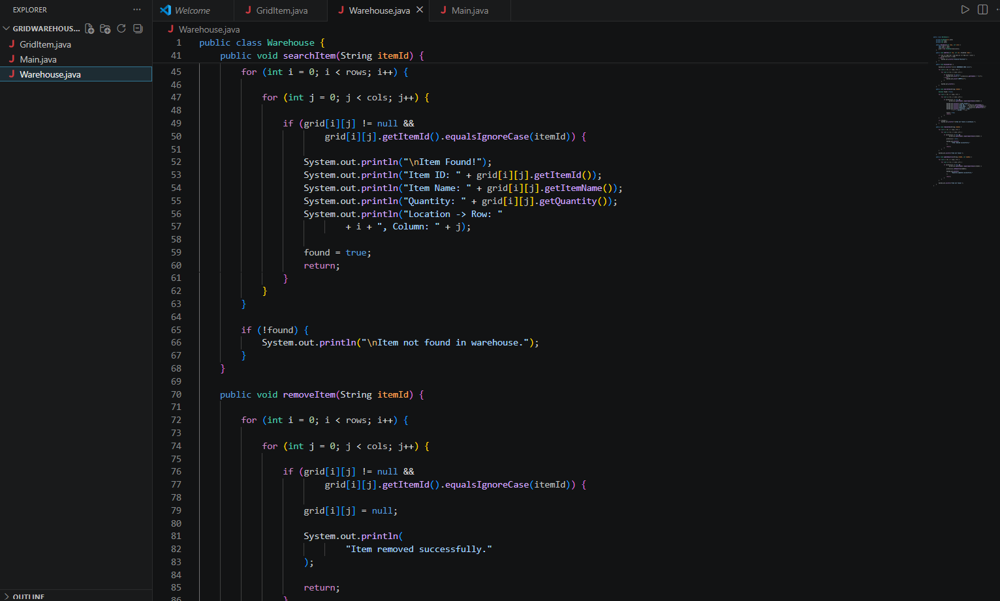 EXPLORER
GRIDWAREHOUS...
GridItem.java
Main.java
Warehouse.java
OUTLINE
Welcome
GridItem.java
Warehouse.java
Main.java
Warehouse.java
1 public class Warehouse {
41 public void searchItem(String itemId) {
45 for (int i = 0; i < rows; i++) {
46
47 for (int j = 0; j < cols; j++) {
48
49 if (grid[i][j] != null &&
50 grid[i][j].getItemId().equalsIgnoreCase(itemId)) {
51
52 System.out.println("\nItem Found!");
53 System.out.println("Item ID: " + grid[i][j].getItemId());
54 System.out.println("Item Name: " + grid[i][j].getItemName());
55 System.out.println("Quantity: " + grid[i][j].getQuantity());
56 System.out.println("Location -> Row: "
57 + i + ", Column: " + j);
58
59 found = true;
60 return;
61 }
62 }
63 }
64
65 if (!found) {
66 System.out.println("\nItem not found in warehouse.");
67 }
68 }
69
70 public void removeItem(String itemId) {
71
72 for (int i = 0; i < rows; i++) {
73
74 for (int j = 0; j < cols; j++) {
75
76 if (grid[i][j] != null &&
77 grid[i][j].getItemId().equalsIgnoreCase(itemId)) {
78
79 grid[i][j] = null;
80
81 System.out.println(
82 "Item removed successfully."
83 );
84
85 return;
86 }